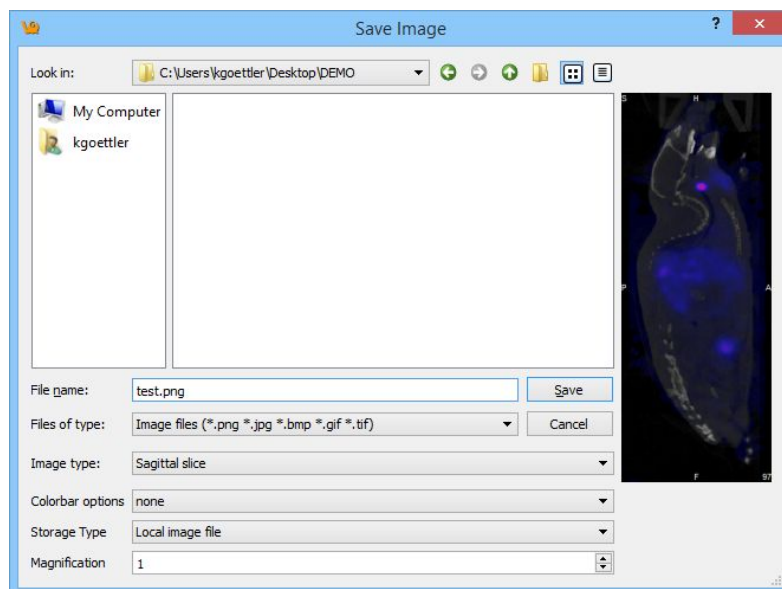 Save Image
?
Look in:
C:\Users\kgoettler\Desktop\DEMO
My Computer
kgoettler
S H
P A
F 97
File name:
test.png
Save
Files of type:
Image files (*.png *.jpg *.bmp *.gif *.tif)
Cancel
Image type:
Sagittal slice
Colorbar options
none
Storage Type
Local image file
Magnification
1